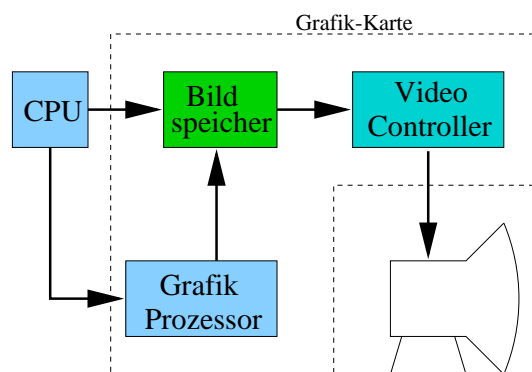 Grafik-Karte
CPU
Bild
speicher
Video
Controller
Grafik
Prozessor